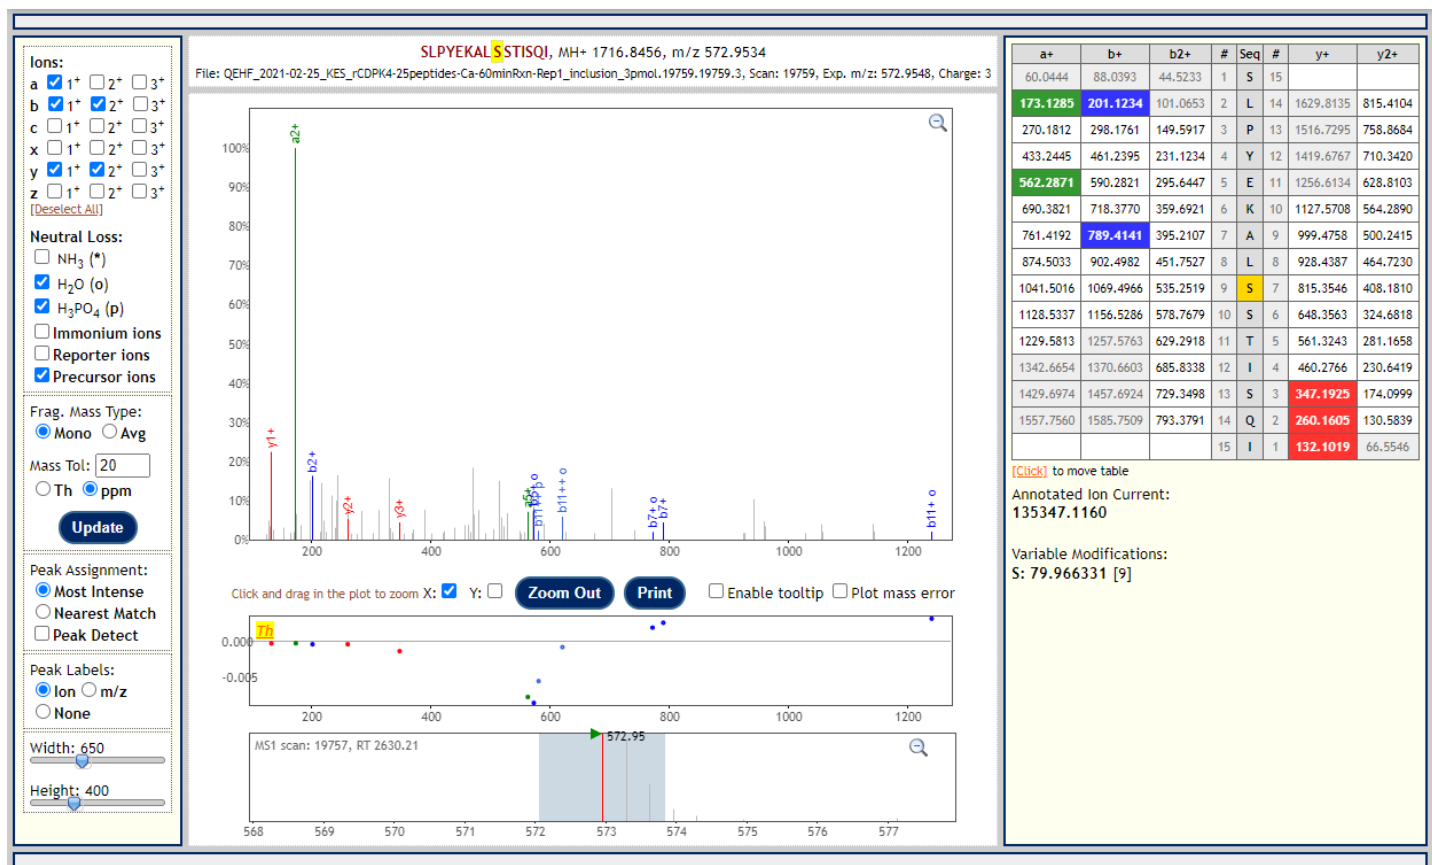 SLPYEKALSSTISQI, MH+ 1716.8456, m/z 572.9534
File: QEHF_2021-02-25_KES_rCDPK4-25peptides-Ca-60minRxn-Rep1_inclusion_3pmol.19759.19759.3, Scan: 19759, Exp. m/z: 572.9548, Charge: 3
Ions:
a 1+ 2+ 3+
b 1+ 2+ 3+
c 1+ 2+ 3+
x 1+ 2+ 3+
y 1+ 2+ 3+
z 1+ 2+ 3+
[Deselect All]
Neutral Loss:
NH3 (*)
H2O (o)
H3PO4 (p)
Immonium ions
Reporter ions
Precursor ions
Frag. Mass Type:
Mono Avg
Mass Tol: 20
Th ppm
Update
Peak Assignment:
Most Intense
Nearest Match
Peak Detect
Peak Labels:
Ion m/z
None
Width: 650
Height: 400
100%
90%
80%
70%
60%
50%
40%
30%
20%
10%
0%
a2+
y1+
b2+
y2+
y3+
a5+
b11++ o
b7+ o
b7+
b11+ o
200 400 600 800 1000 1200
Click and drag in the plot to zoom X: Y: Zoom Out Print Enable tooltip Plot mass error
Th
0.000
-0.005
200 400 600 800 1000 1200
MS1 scan: 19757, RT 2630.21
572.95
568 569 570 571 572 573 574 575 576 577
a+ b+ b2+ # Seq # y+ y2+
60.0444 88.0393 44.5233 1 S 15
173.1285 201.1234 101.0653 2 L 14 1629.8135 815.4104
270.1812 298.1761 149.5917 3 P 13 1516.7295 758.8684
433.2445 461.2395 231.1234 4 Y 12 1419.6767 710.3420
562.2871 590.2821 295.6447 5 E 11 1256.6134 628.8103
690.3821 718.3770 359.6921 6 K 10 1127.5708 564.2890
761.4192 789.4141 395.2107 7 A 9 999.4758 500.2415
874.5033 902.4982 451.7527 8 L 8 928.4387 464.7230
1041.5016 1069.4966 535.2519 9 S 7 815.3546 408.1810
1128.5337 1156.5286 578.7679 10 S 6 648.3563 324.6818
1229.5813 1257.5763 629.2918 11 T 5 561.3243 281.1658
1342.6654 1370.6603 685.8338 12 I 4 460.2766 230.6419
1429.6974 1457.6924 729.3498 13 S 3 347.1925 174.0999
1557.7560 1585.7509 793.3791 14 Q 2 260.1605 130.5839
15 I 1 132.1019 66.5546
[Click] to move table
Annotated Ion Current:
135347.1160
Variable Modifications:
S: 79.966331 [9]